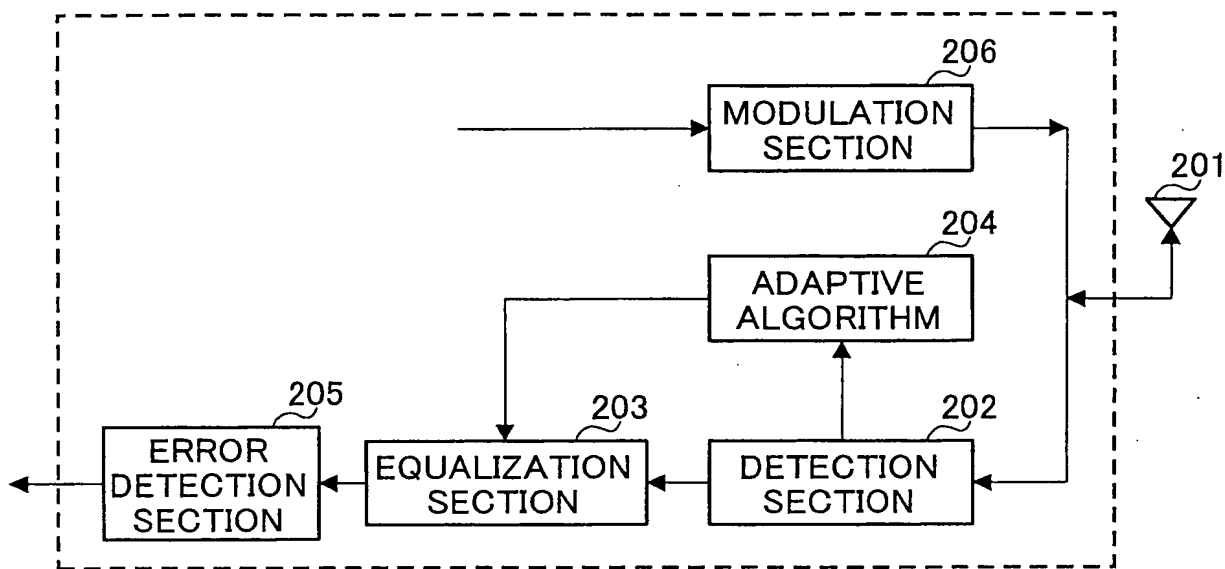 206
MODULATION
SECTION
201
204
ADAPTIVE
ALGORITHM
205
203
202
ERROR
DETECTION
SECTION
EQUALIZATION
SECTION
DETECTION
SECTION